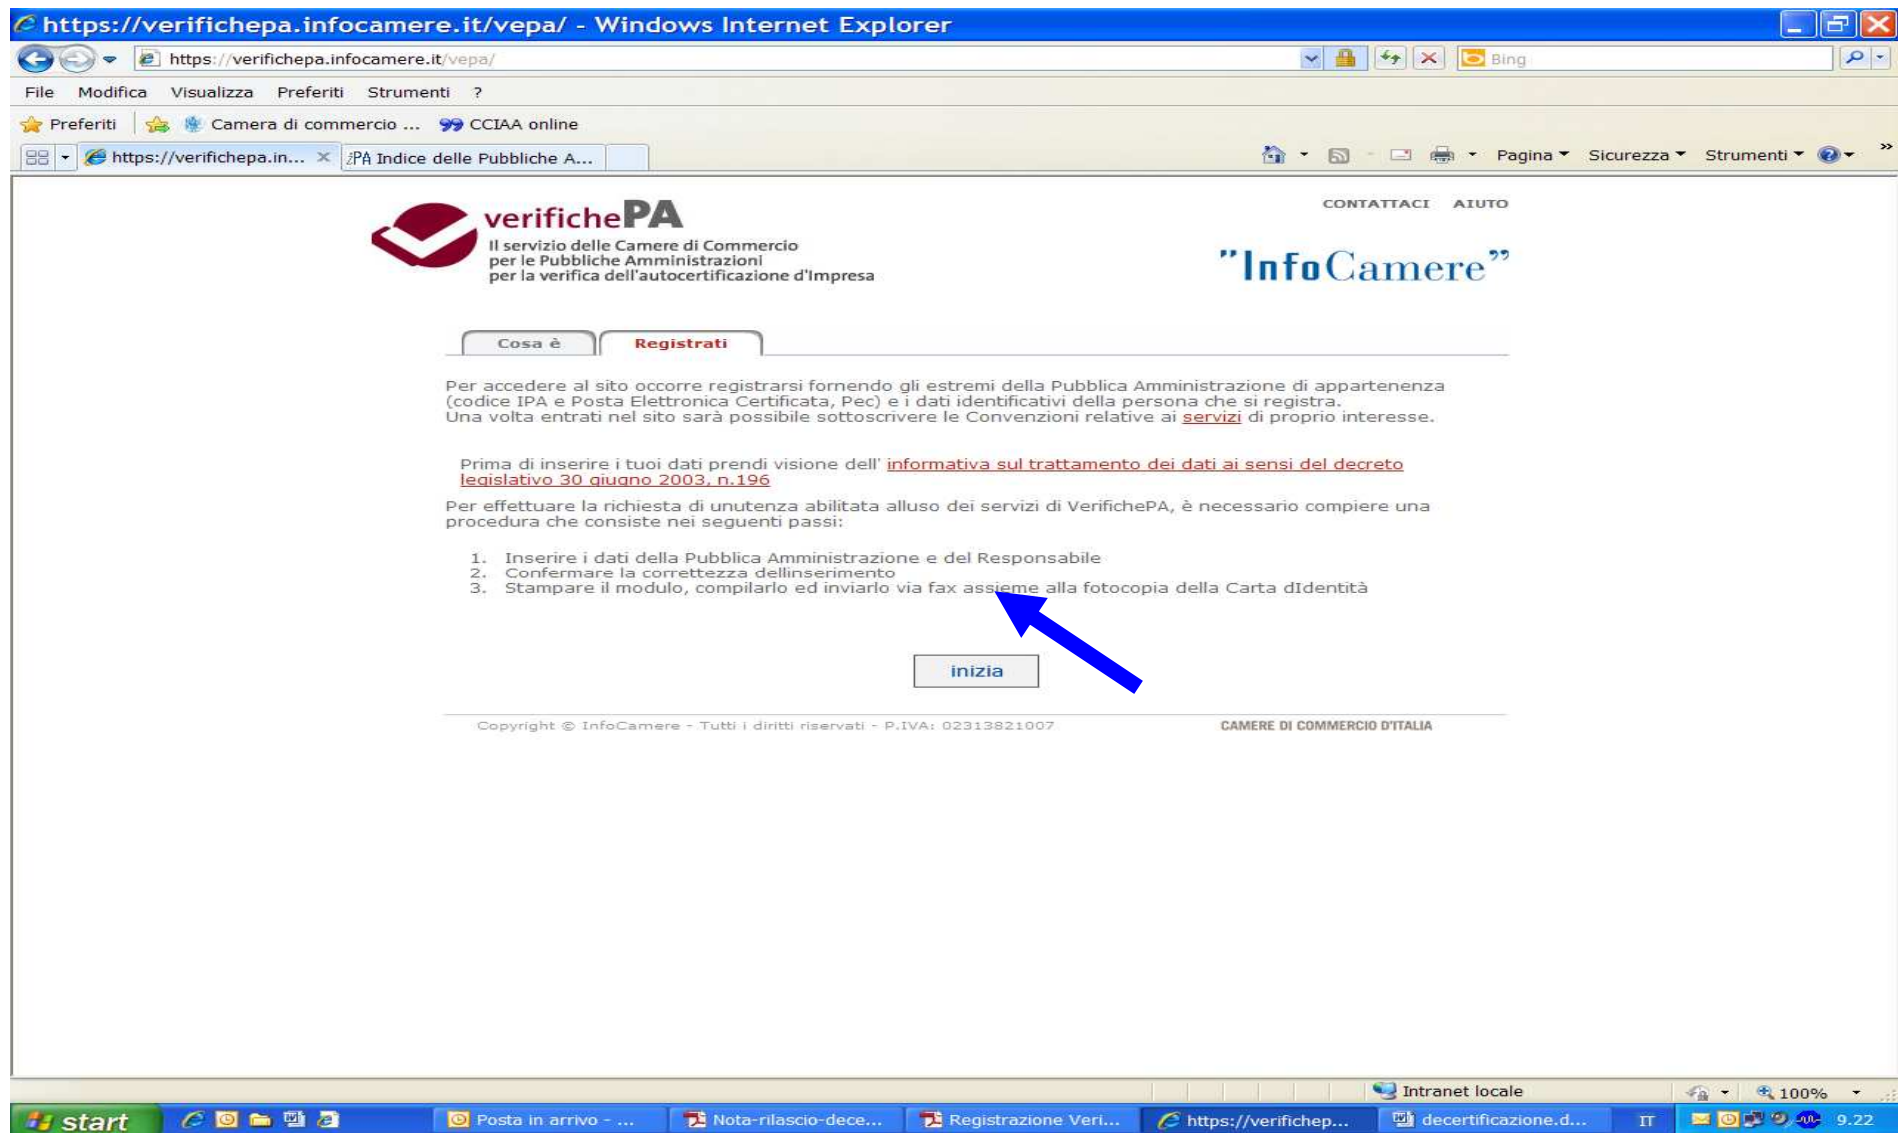 https://verifichepa.infocamere.it/vepa/ - Windows Internet Explorer
https://verifichepa.infocamere.it/vepa/
Bing
File Modifica Visualizza Preferiti Strumenti ?
Preferiti Camera di commercio ... CCIAA online
https://verifichepa.in... iPA Indice delle Pubbliche A...
Pagina Sicurezza Strumenti »
verifichePA
Il servizio delle Camere di Commercio
per le Pubbliche Amministrazioni
per la verifica dell'autocertificazione d'Impresa
CONTATTACI AIUTO
"InfoCamere"
Cosa è Registrati
Per accedere al sito occorre registrarsi fornendo gli estremi della Pubblica Amministrazione di appartenenza
(codice IPA e Posta Elettronica Certificata, Pec) e i dati identificativi della persona che si registra.
Una volta entrati nel sito sarà possibile sottoscrivere le Convenzioni relative ai servizi di proprio interesse.
Prima di inserire i tuoi dati prendi visione dell' informativa sul trattamento dei dati ai sensi del decreto
legislativo 30 giugno 2003, n.196
Per effettuare la richiesta di unutenza abilitata alluso dei servizi di VerifichePA, è necessario compiere una
procedura che consiste nei seguenti passi:
1. Inserire i dati della Pubblica Amministrazione e del Responsabile
2. Confermare la correttezza dellinserimento
3. Stampare il modulo, compilarlo ed inviarlo via fax assieme alla fotocopia della Carta dIdentità
inizia
Copyright © InfoCamere - Tutti i diritti riservati - P.IVA: 02313821007
CAMERE DI COMMERCIO D'ITALIA
Intranet locale
100%
start
Posta in arrivo - ...
Nota-rilascio-dece...
Registrazione Veri...
https://verifichep...
decertificazione.d...
IT
9.22